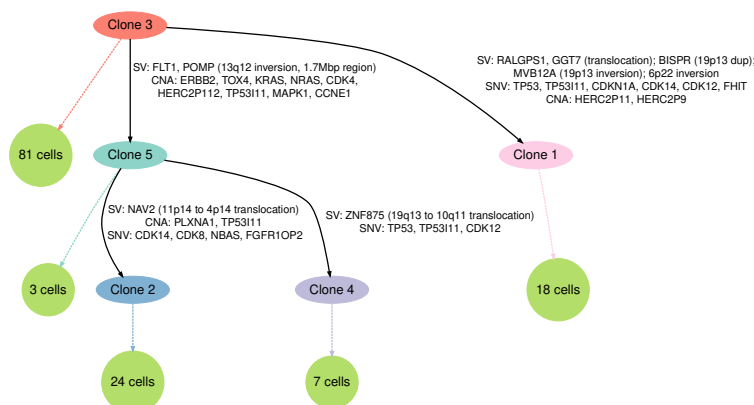 Clone 3
SV: FLT1, POMP (13q12 inversion, 1.7Mbp region)
CNA: ERBB2, TOX4, KRAS, NRAS, CDK4,
HERC2P112, TP53I11, MAPK1, CCNE1
SV: RALGPS1, GGT7 (translocation); BISPR (19p13 dup);
MVB12A (19p13 inversion); 6p22 inversion
SNV: TP53, TP53I11, CDKN1A, CDK14, CDK12, FHIT
CNA: HERC2P11, HERC2P9
81 cells
Clone 5
Clone 1
SV: NAV2 (11p14 to 4p14 translocation)
CNA: PLXNA1, TP53I11
SNV: CDK14, CDK8, NBAS, FGFR1OP2
SV: ZNF875 (19q13 to 10q11 translocation)
SNV: TP53, TP53I11, CDK12
3 cells
Clone 2
Clone 4
18 cells
24 cells
7 cells